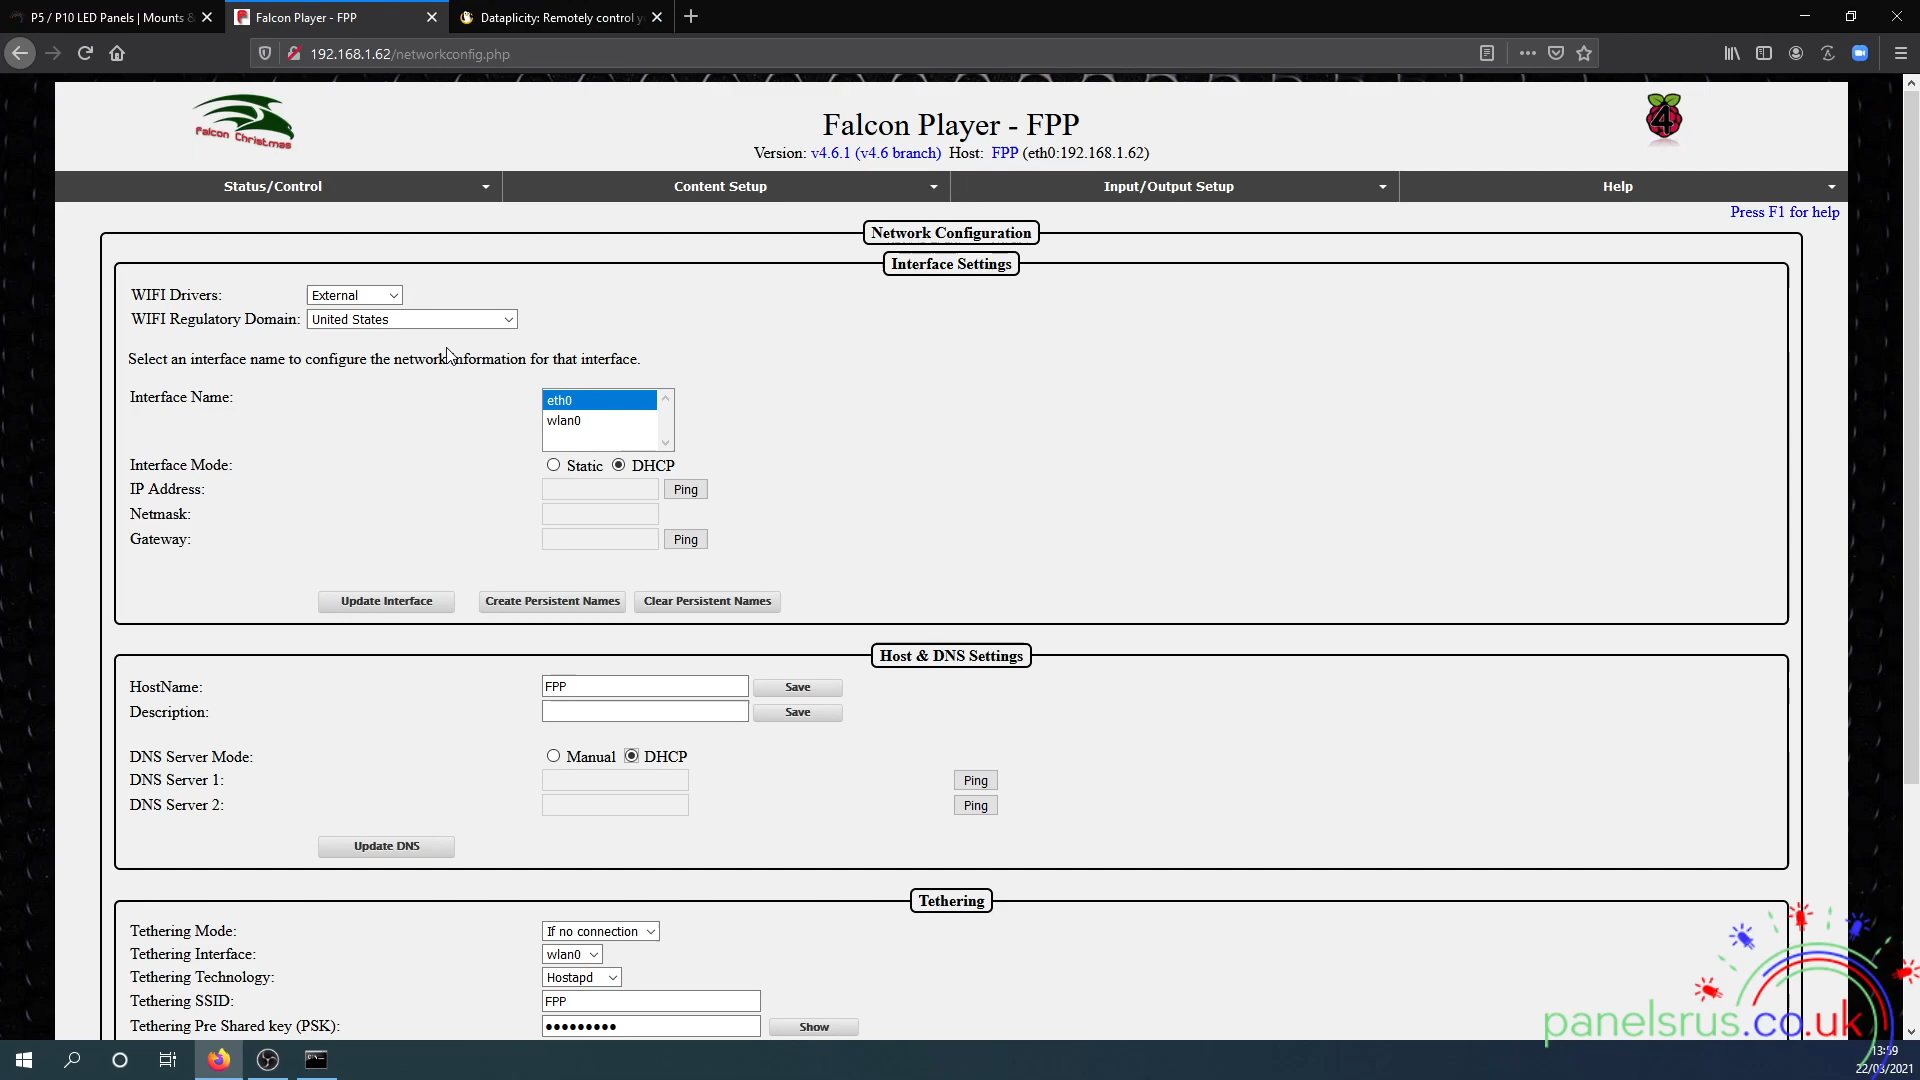 P5 / P10 LED Panels | Mounts &
Falcon Player - FPP
Dataplicity: Remotely control y
192.168.1.62/networkconfig.php
Falcon Christmas
Falcon Player - FPP
4
Version: v4.6.1 (v4.6 branch) Host: FPP (eth0:192.168.1.62)
Status/Control
Content Setup
Input/Output Setup
Help
Press F1 for help
Network Configuration
Interface Settings
WIFI Drivers: External
WIFI Regulatory Domain: United States
Select an interface name to configure the network information for that interface.
Interface Name: eth0
wlan0
Interface Mode: Static DHCP
IP Address: Ping
Netmask:
Gateway: Ping
Update Interface Create Persistent Names Clear Persistent Names
Host & DNS Settings
HostName: FPP Save
Description: Save
DNS Server Mode: Manual DHCP
DNS Server 1: Ping
DNS Server 2: Ping
Update DNS
Tethering
Tethering Mode: If no connection
Tethering Interface: wlan0
Tethering Technology: Hostapd
Tethering SSID: FPP
Tethering Pre Shared key (PSK): ●●●●●●●●● Show
panelsrus.co.uk
13:59
22/03/2021